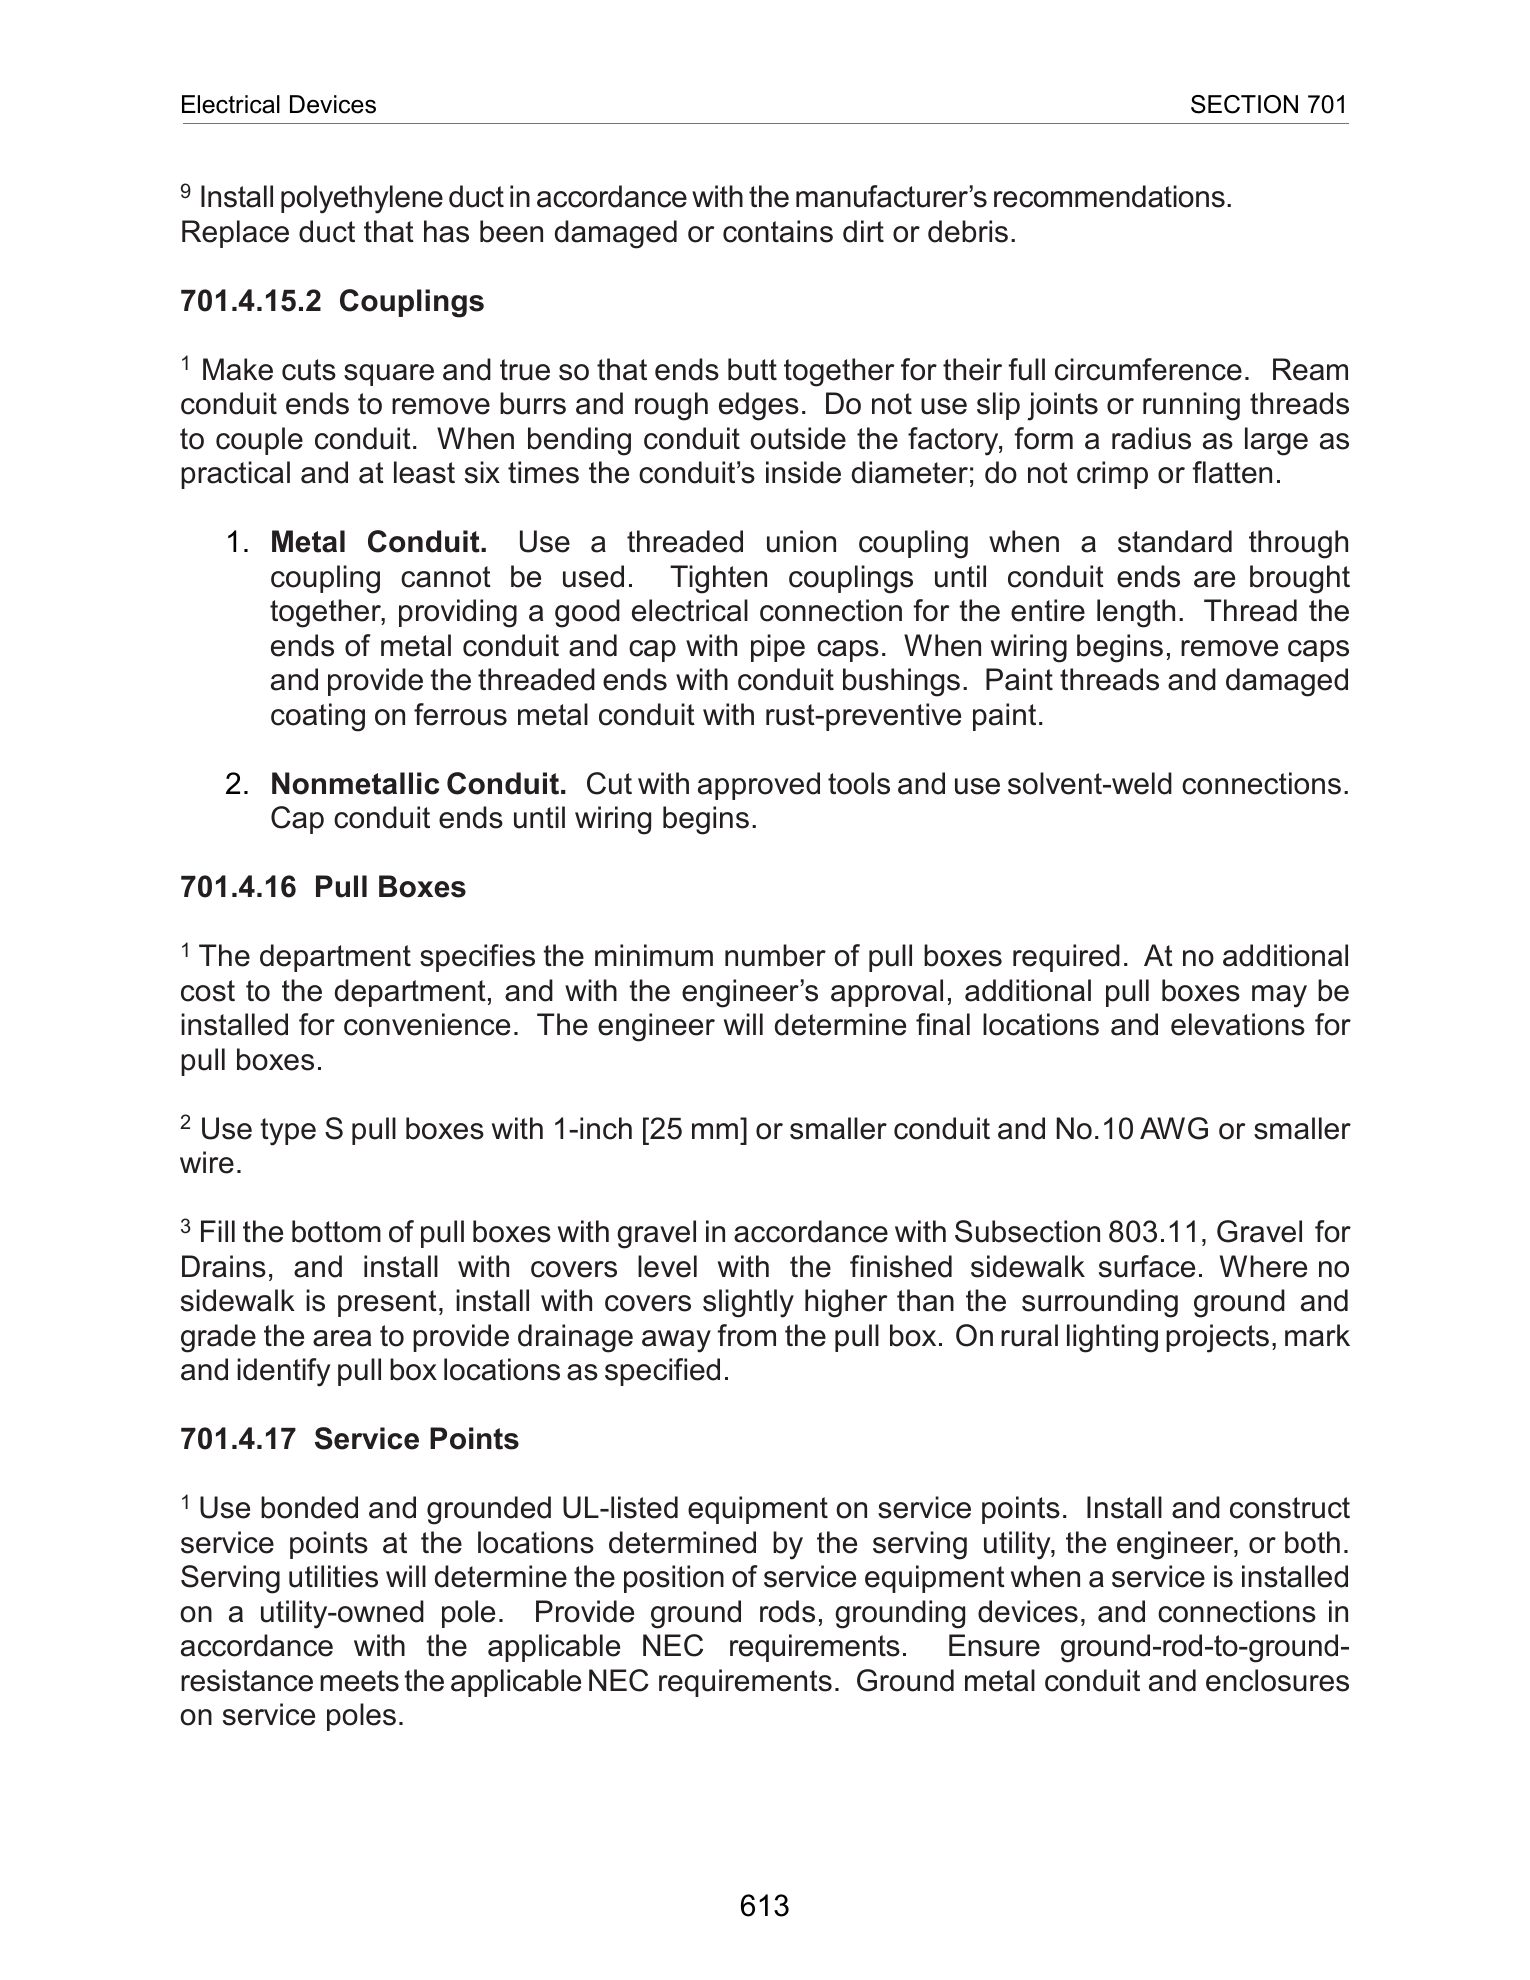 Electrical Devices SECTION 701
9 Install polyethylene duct in accordance with the manufacturer’s recommendations.
Replace duct that has been damaged or contains dirt or debris.
701.4.15.2 Couplings
1 Make cuts square and true so that ends butt together for their full circumference. Ream
conduit ends to remove burrs and rough edges. Do not use slip joints or running threads
to couple conduit. When bending conduit outside the factory, form a radius as large as
practical and at least six times the conduit’s inside diameter; do not crimp or flatten.
1. Metal Conduit. Use a threaded union coupling when a standard through
coupling cannot be used. Tighten couplings until conduit ends are brought
together, providing a good electrical connection for the entire length. Thread the
ends of metal conduit and cap with pipe caps. When wiring begins, remove caps
and provide the threaded ends with conduit bushings. Paint threads and damaged
coating on ferrous metal conduit with rust-preventive paint.
2. Nonmetallic Conduit. Cut with approved tools and use solvent-weld connections.
Cap conduit ends until wiring begins.
701.4.16 Pull Boxes
1 The department specifies the minimum number of pull boxes required. At no additional
cost to the department, and with the engineer’s approval, additional pull boxes may be
installed for convenience. The engineer will determine final locations and elevations for
pull boxes.
2 Use type S pull boxes with 1-inch [25 mm] or smaller conduit and No.10 AWG or smaller
wire.
3 Fill the bottom of pull boxes with gravel in accordance with Subsection 803.11, Gravel for
Drains, and install with covers level with the finished sidewalk surface. Where no
sidewalk is present, install with covers slightly higher than the surrounding ground and
grade the area to provide drainage away from the pull box. On rural lighting projects, mark
and identify pull box locations as specified.
701.4.17 Service Points
1 Use bonded and grounded UL-listed equipment on service points. Install and construct
service points at the locations determined by the serving utility, the engineer, or both.
Serving utilities will determine the position of service equipment when a service is installed
on a utility-owned pole. Provide ground rods, grounding devices, and connections in
accordance with the applicable NEC requirements. Ensure ground-rod-to-ground-
resistance meets the applicable NEC requirements. Ground metal conduit and enclosures
on service poles.
613